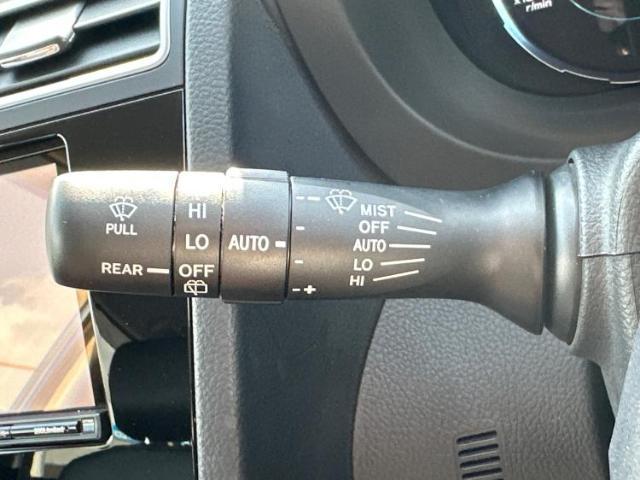 r/min
PULL
REAR
HI
LO
OFF
AUTO
- +
MIST
OFF
AUTO
LO
HI